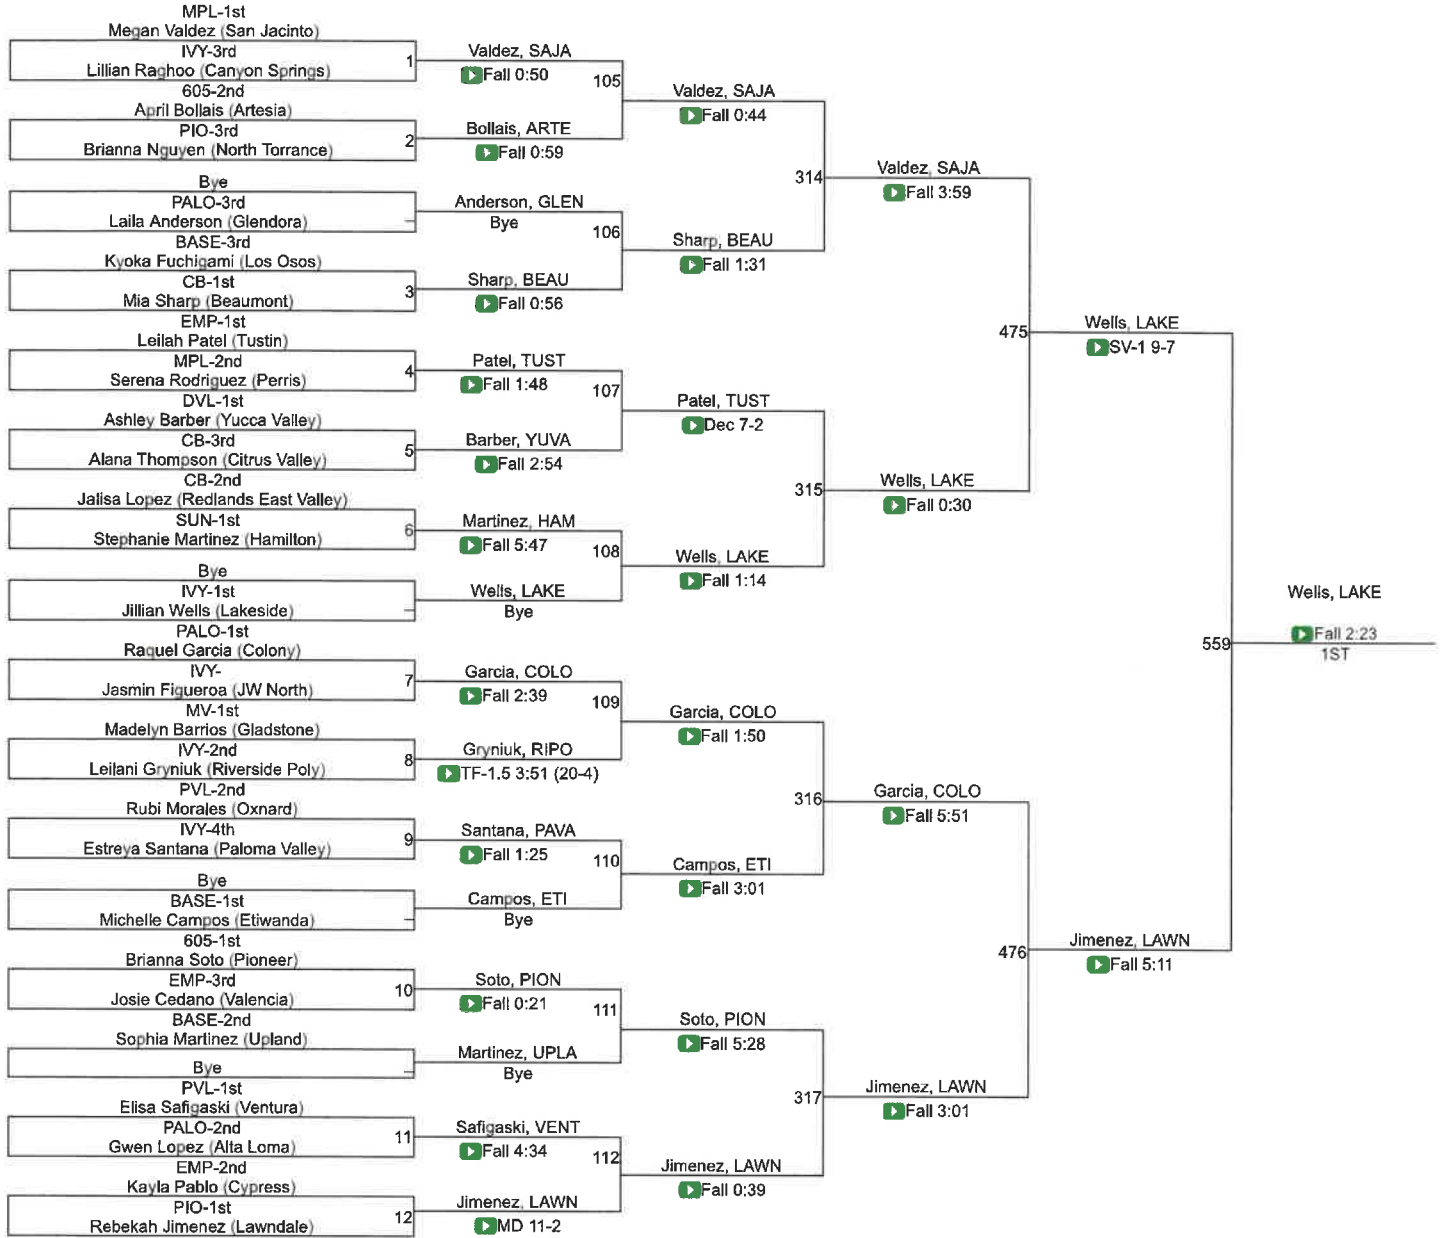 MPL-1st
Megan Valdez (San Jacinto)
IVY-3rd
Lillian Raghoo (Canyon Springs)
1
605-2nd
April Bollais (Artesia)
PIO-3rd
Brianna Nguyen (North Torrance)
2
Bye
PALO-3rd
Laila Anderson (Glendora)
BASE-3rd
Kyoka Fuchigami (Los Osos)
CB-1st
Mia Sharp (Beaumont)
3
EMP-1st
Leilah Patel (Tustin)
MPL-2nd
Serena Rodriguez (Perris)
4
DVL-1st
Ashley Barber (Yucca Valley)
CB-3rd
Alana Thompson (Citrus Valley)
5
CB-2nd
Jalisa Lopez (Redlands East Valley)
SUN-1st
Stephanie Martinez (Hamilton)
6
Bye
IVY-1st
Jillian Wells (Lakeside)
PALO-1st
Raquel Garcia (Colony)
IVY-
Jasmin Figueroa (JW North)
7
MV-1st
Madelyn Barrios (Gladstone)
IVY-2nd
Leilani Gryniuk (Riverside Poly)
8
PVL-2nd
Rubi Morales (Oxnard)
IVY-4th
Estreya Santana (Paloma Valley)
9
Bye
BASE-1st
Michelle Campos (Etiwanda)
605-1st
Brianna Soto (Pioneer)
EMP-3rd
Josie Cedano (Valencia)
10
BASE-2nd
Sophia Martinez (Upland)
Bye
PVL-1st
Elisa Safigaski (Ventura)
PALO-2nd
Gwen Lopez (Alta Loma)
11
EMP-2nd
Kayla Pablo (Cypress)
PIO-1st
Rebekah Jimenez (Lawndale)
12
Valdez, SAJA
Fall 0:50
105
Bollais, ARTE
Fall 0:59
Anderson, GLEN
Bye
106
Sharp, BEAU
Fall 0:56
Patel, TUST
Fall 1:48
107
Barber, YUVA
Fall 2:54
Martinez, HAM
Fall 5:47
108
Wells, LAKE
Bye
Garcia, COLO
Fall 2:39
109
Gryniuk, RIPO
TF-1.5 3:51 (20-4)
Santana, PAVA
Fall 1:25
110
Campos, ETI
Bye
Soto, PION
Fall 0:21
111
Martinez, UPLA
Bye
Safigaski, VENT
Fall 4:34
112
Jimenez, LAWN
MD 11-2
Valdez, SAJA
Fall 0:44
314
Sharp, BEAU
Fall 1:31
Patel, TUST
Dec 7-2
315
Wells, LAKE
Fall 1:14
Garcia, COLO
Fall 1:50
316
Campos, ETI
Fall 3:01
Soto, PION
Fall 5:28
317
Jimenez, LAWN
Fall 0:39
Valdez, SAJA
Fall 3:59
475
Wells, LAKE
Fall 0:30
Garcia, COLO
Fall 5:51
476
Jimenez, LAWN
Fall 3:01
Wells, LAKE
SV-1 9-7
559
Jimenez, LAWN
Fall 5:11
Wells, LAKE
Fall 2:23
1ST